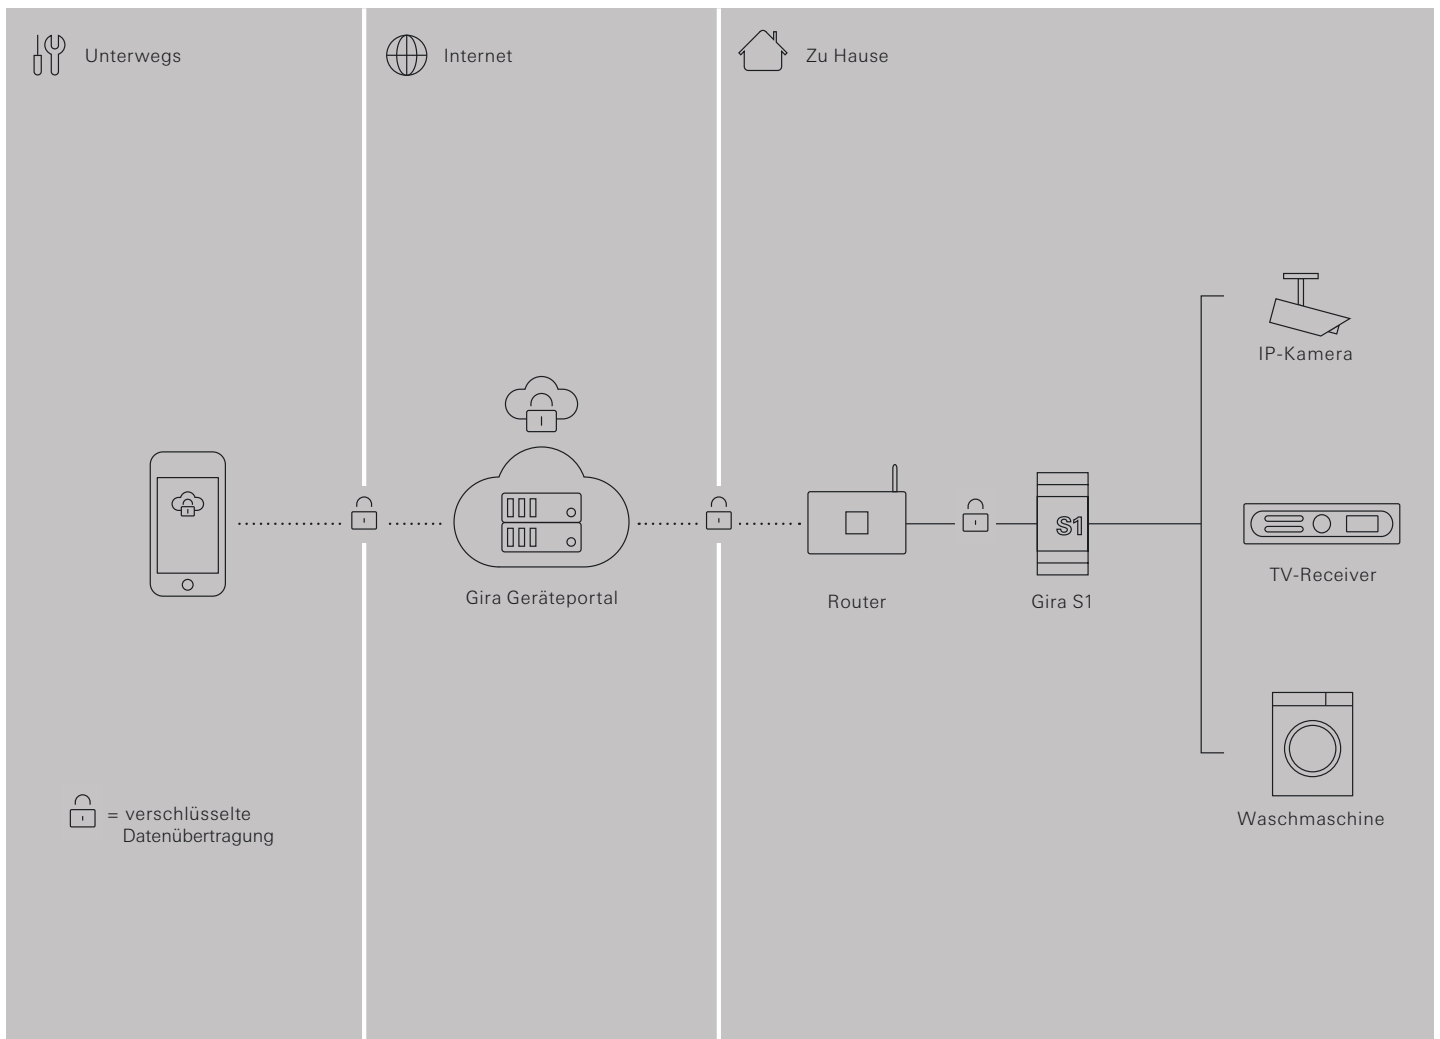 Unterwegs
Internet
Zu Hause
IP-Kamera
S1
TV-Receiver
Gira Geräteportal
Router
Gira S1
Waschmaschine
= verschlüsselte
Datenübertragung